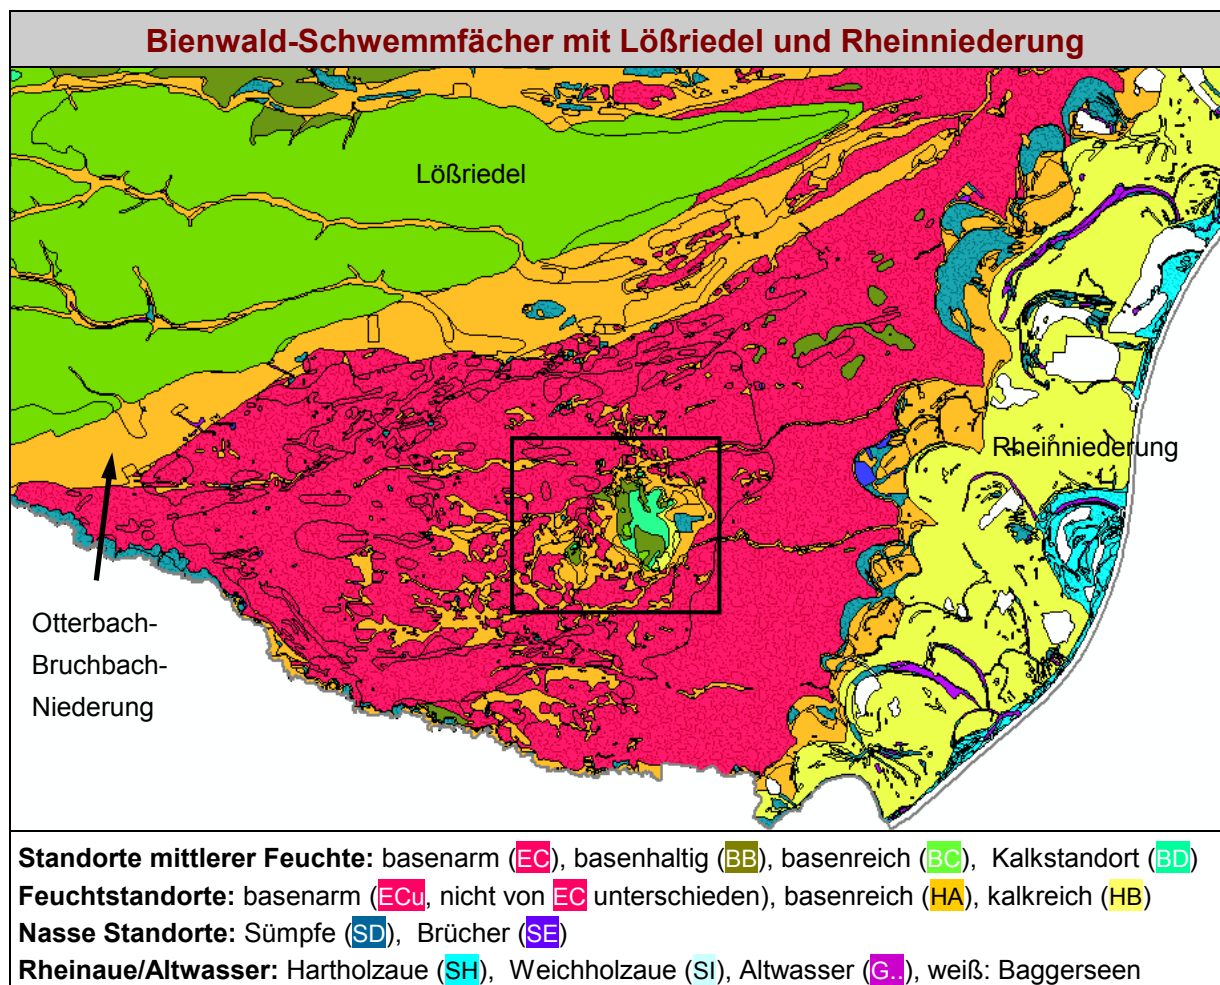 Bienwald-Schwemmfächer mit Lößriedel und Rheinniederung
Lößriedel
Rheinniederung
Otterbach-
Bruchbach-
Niederung
Standorte mittlerer Feuchte: basenarm (EC), basenhaltig (BB), basenreich (BC), Kalkstandort (BD)
Feuchtstandorte: basenarm (ECu, nicht von EC unterschieden), basenreich (HA), kalkreich (HB)
Nasse Standorte: Sümpfe (SD), Brücher (SE)
Rheinaue/Altwasser: Hartholzaue (SH), Weichholzaue (SI), Altwasser (G..), weiß: Baggerseen